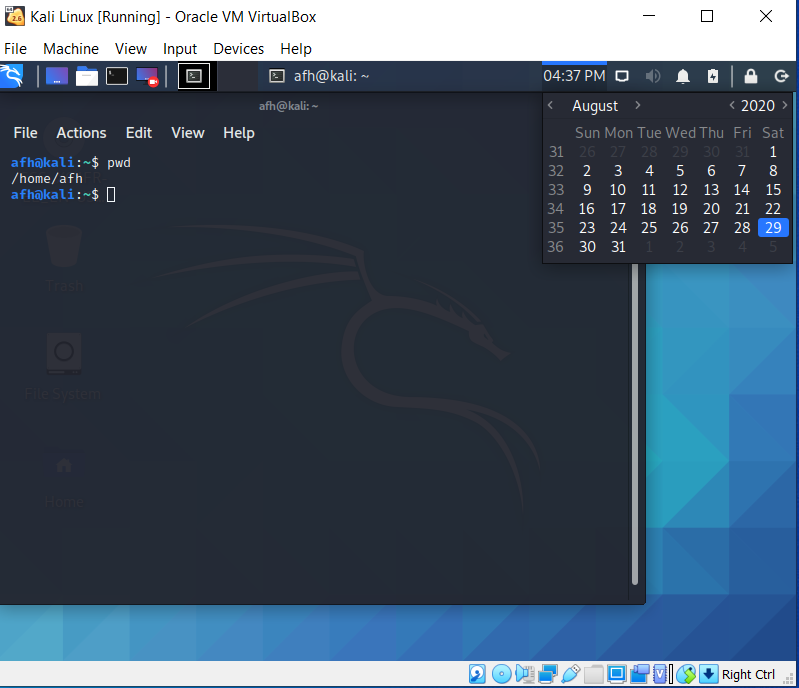 Kali Linux [Running] - Oracle VM VirtualBox
File Machine View Input Devices Help
afh@kali: ~
04:37 PM
afh@kali: ~
File Actions Edit View Help
afh@kali:~$ pwd
/home/afh
afh@kali:~$
Trash
File System
Home
August 2020
Sun Mon Tue Wed Thu Fri Sat
31 26 27 28 29 30 31 1
32 2 3 4 5 6 7 8
33 9 10 11 12 13 14 15
34 16 17 18 19 20 21 22
35 23 24 25 26 27 28 29
36 30 31 1 2 3 4 5
Right Ctrl